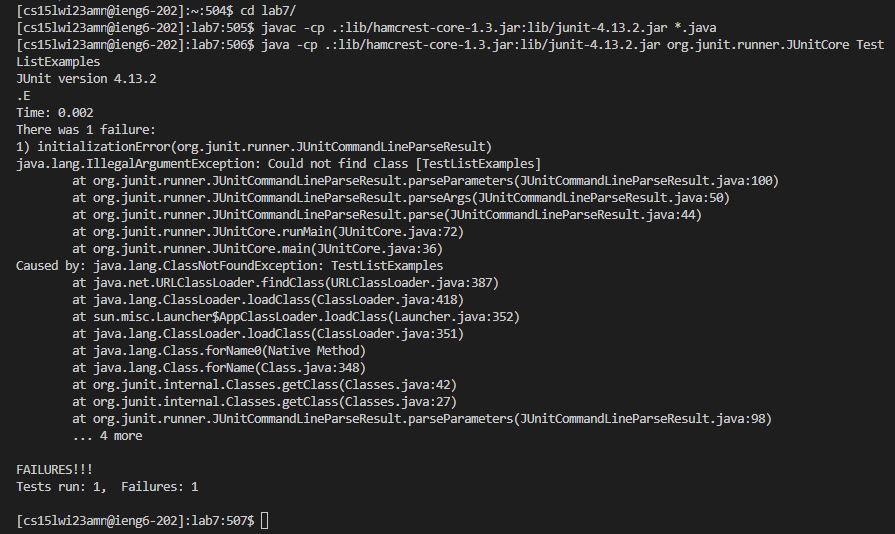 [cs15lwi23amn@ieng6-202]:~:504$ cd lab7/
[cs15lwi23amn@ieng6-202]:lab7:505$ javac -cp .:lib/hamcrest-core-1.3.jar:lib/junit-4.13.2.jar *.java
[cs15lwi23amn@ieng6-202]:lab7:506$ java -cp .:lib/hamcrest-core-1.3.jar:lib/junit-4.13.2.jar org.junit.runner.JUnitCore Test
ListExamples
JUnit version 4.13.2
.E
Time: 0.002
There was 1 failure:
1) initializationError(org.junit.runner.JUnitCommandLineParseResult)
java.lang.IllegalArgumentException: Could not find class [TestListExamples]
        at org.junit.runner.JUnitCommandLineParseResult.parseParameters(JUnitCommandLineParseResult.java:100)
        at org.junit.runner.JUnitCommandLineParseResult.parseArgs(JUnitCommandLineParseResult.java:50)
        at org.junit.runner.JUnitCommandLineParseResult.parse(JUnitCommandLineParseResult.java:44)
        at org.junit.runner.JUnitCore.runMain(JUnitCore.java:72)
        at org.junit.runner.JUnitCore.main(JUnitCore.java:36)
Caused by: java.lang.ClassNotFoundException: TestListExamples
        at java.net.URLClassLoader.findClass(URLClassLoader.java:387)
        at java.lang.ClassLoader.loadClass(ClassLoader.java:418)
        at sun.misc.Launcher$AppClassLoader.loadClass(Launcher.java:352)
        at java.lang.ClassLoader.loadClass(ClassLoader.java:351)
        at java.lang.Class.forName0(Native Method)
        at java.lang.Class.forName(Class.java:348)
        at org.junit.internal.Classes.getClass(Classes.java:42)
        at org.junit.internal.Classes.getClass(Classes.java:27)
        at org.junit.runner.JUnitCommandLineParseResult.parseParameters(JUnitCommandLineParseResult.java:98)
        ... 4 more
FAILURES!!!
Tests run: 1,  Failures: 1
[cs15lwi23amn@ieng6-202]:lab7:507$